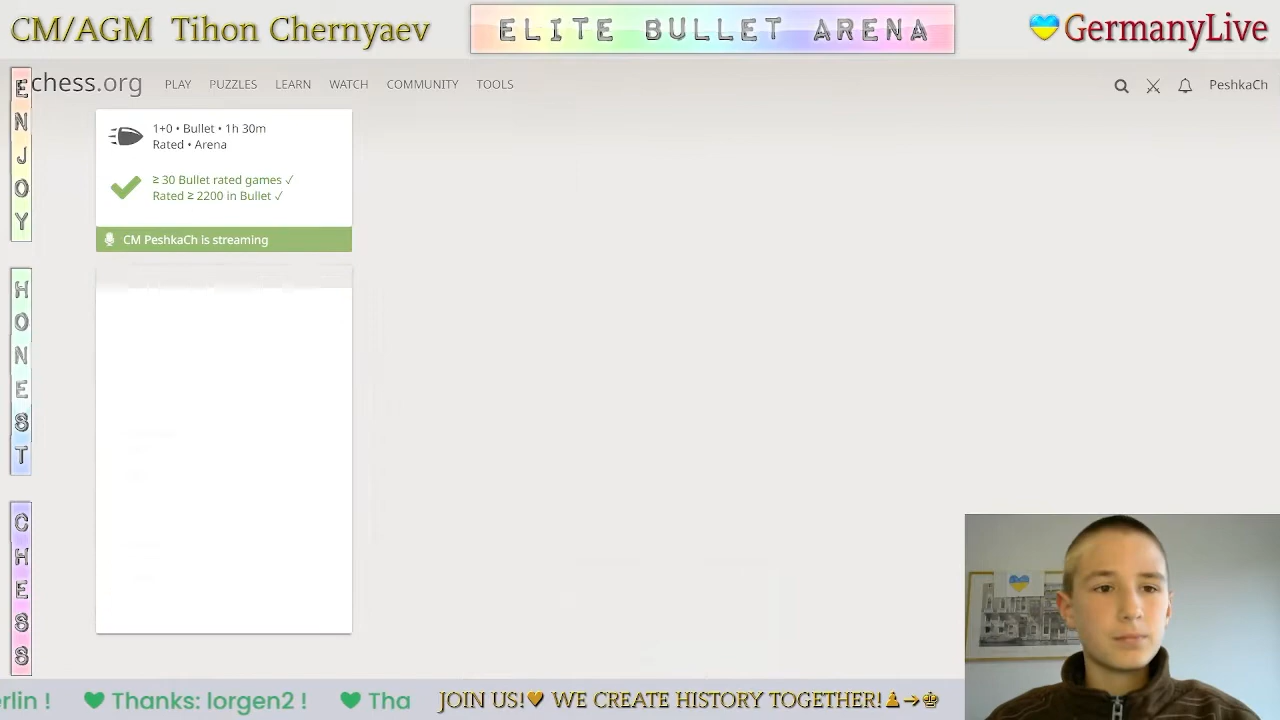 CM/AGM Tihon Chernyaev
ELITE BULLET ARENA
GermanyLive
chess.org
PLAY PUZZLES LEARN WATCH COMMUNITY TOOLS
PeshkaCh
1+0 • Bullet • 1h 30m
Rated • Arena
≥ 30 Bullet rated games ✓
Rated ≥ 2200 in Bullet ✓
CM PeshkaCh is streaming
ENJOY
HONEST
CHESS
erlin ! Thanks: lorgen2 ! Tha
JOIN US! WE CREATE HISTORY TOGETHER!